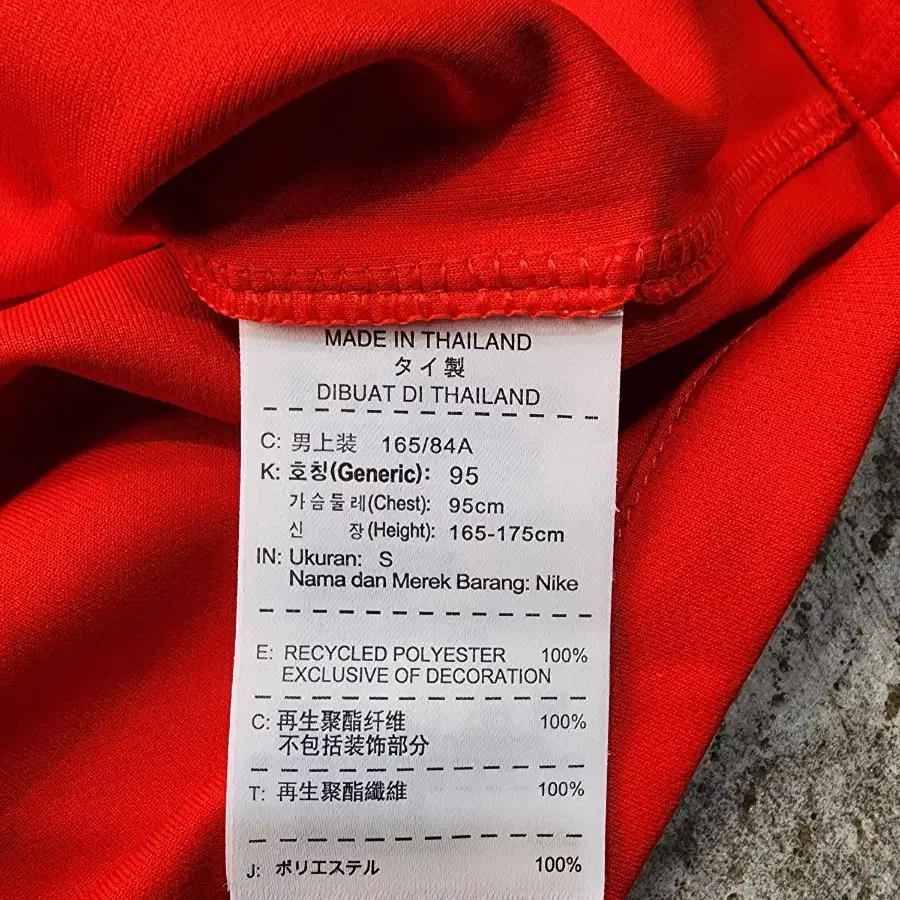 MADE IN THAILAND
タイ製
DIBUAT DI THAILAND
C: 男上装 165/84A
K: 호칭(Generic): 95
가슴둘레(Chest): 95cm
신 장(Height): 165-175cm
IN: Ukuran: S
Nama dan Merek Barang: Nike
E: RECYCLED POLYESTER 100%
EXCLUSIVE OF DECORATION
C: 再生聚酯纤维 100%
不包括装饰部分
T: 再生聚酯纖維 100%
J: ポリエステル 100%